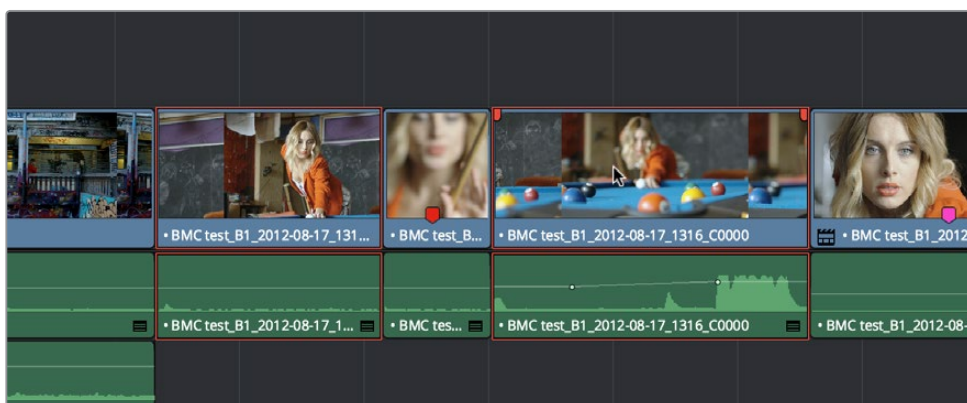 • BMC test_B1_2012-08-17_131...
• BMC test_B...
• BMC test_B1_2012-08-17_1316_C0000
• BMC test_B1_2012
• BMC test_B1_2012-08-17_1...
• BMC tes...
• BMC test_B1_2012-08-17_1316_C0000
• BMC test_B1_2012-08-